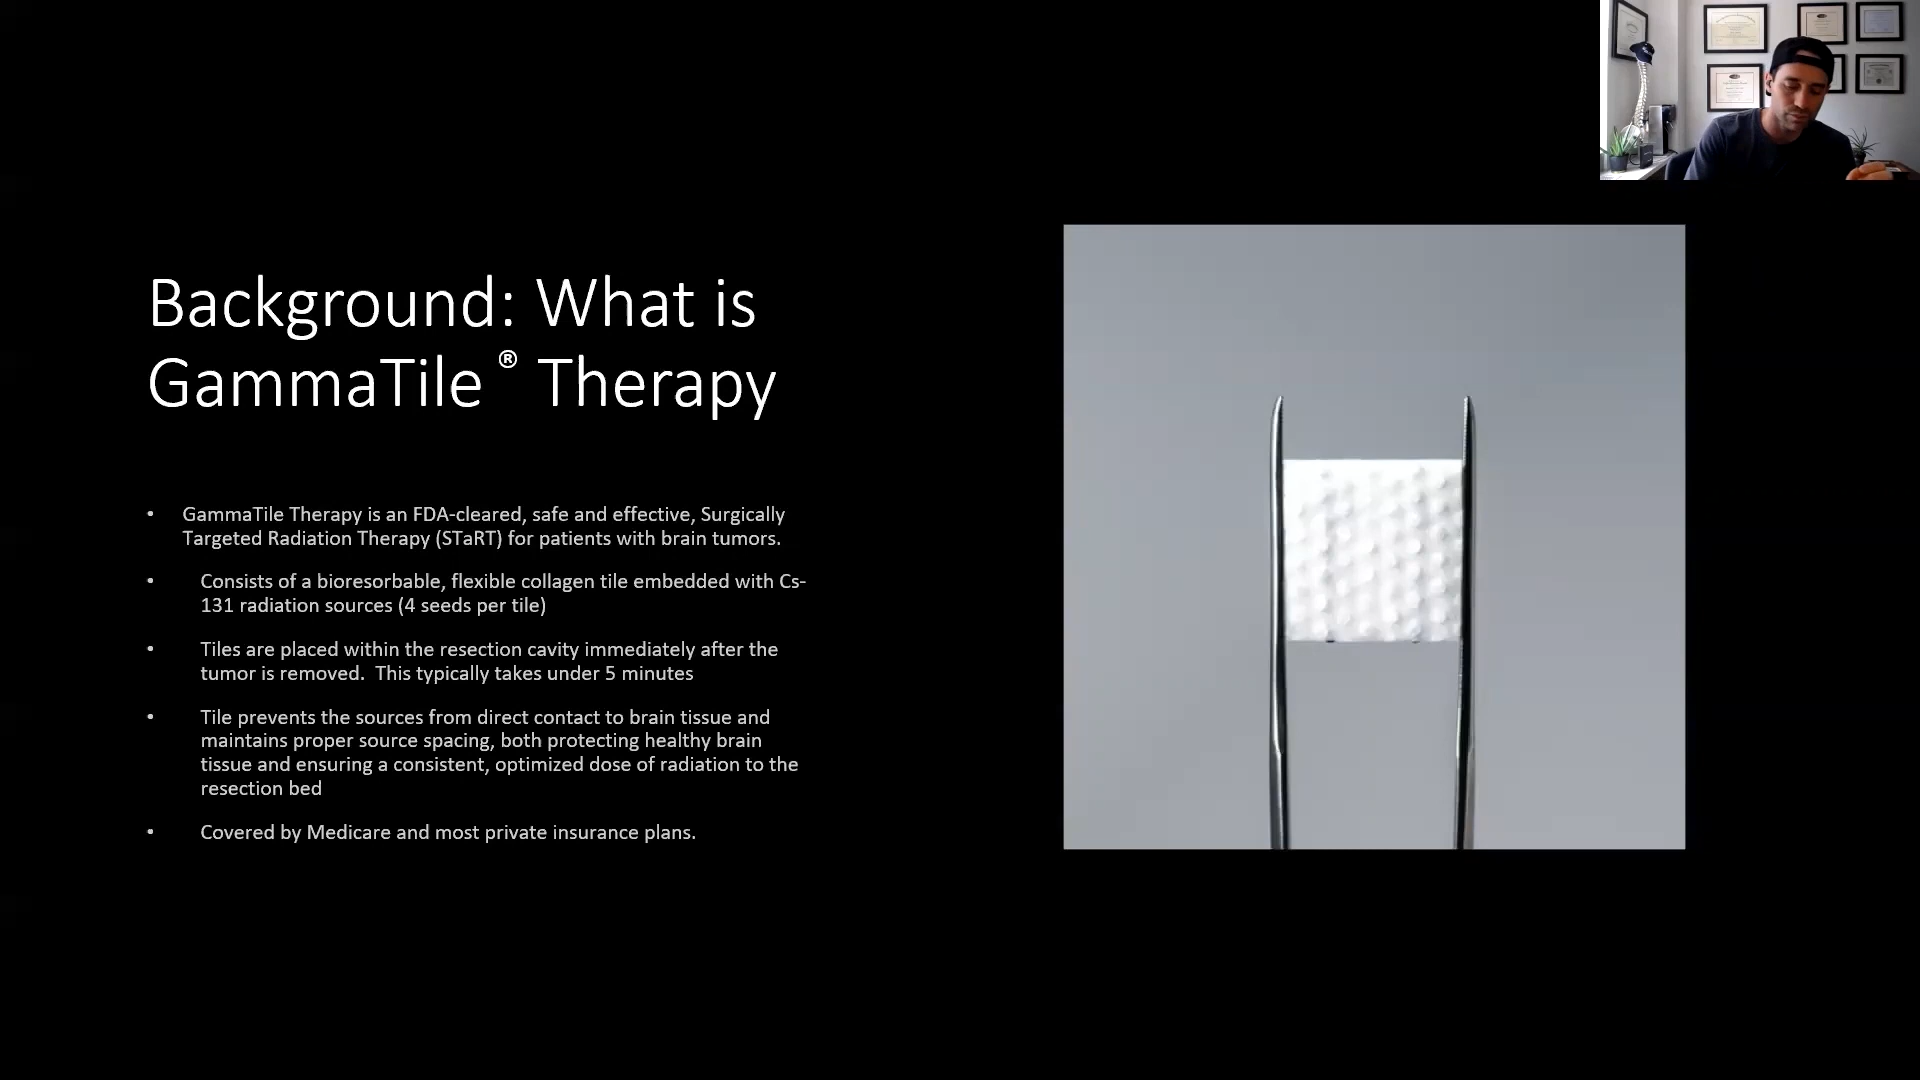 Background: What is
GammaTile® Therapy
• GammaTile Therapy is an FDA-cleared, safe and effective, Surgically
Targeted Radiation Therapy (STaRT) for patients with brain tumors.
• Consists of a bioresorbable, flexible collagen tile embedded with Cs-
131 radiation sources (4 seeds per tile)
• Tiles are placed within the resection cavity immediately after the
tumor is removed.  This typically takes under 5 minutes
• Tile prevents the sources from direct contact to brain tissue and
maintains proper source spacing, both protecting healthy brain
tissue and ensuring a consistent, optimized dose of radiation to the
resection bed
• Covered by Medicare and most private insurance plans.